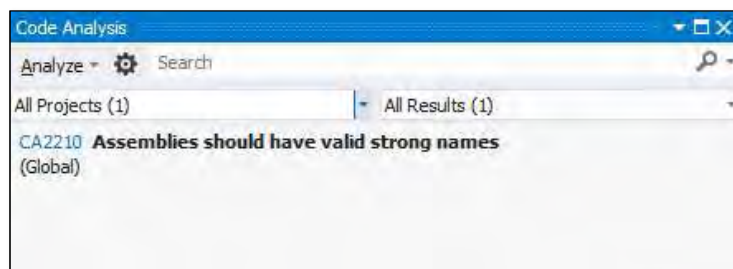 Code Analysis
Analyze Search
All Projects (1) All Results (1)
CA2210 Assemblies should have valid strong names
(Global)